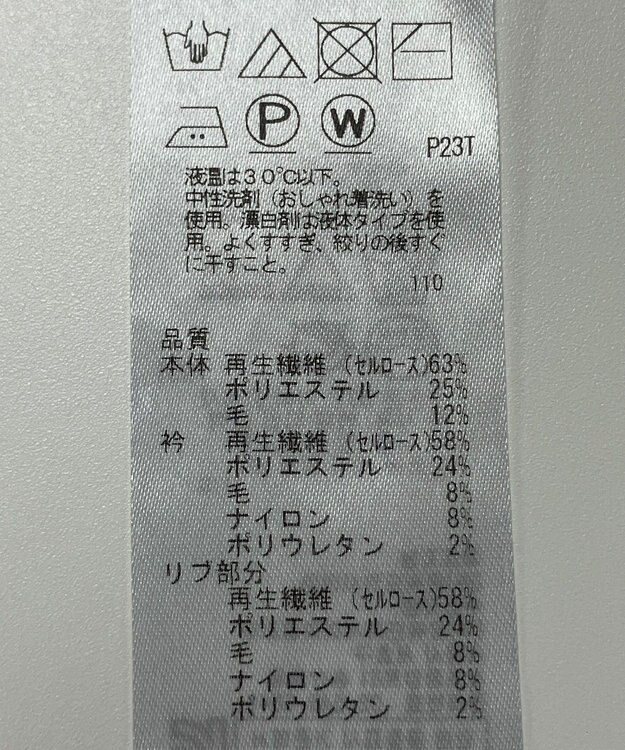 P
W
P23T
液温は30℃以下。
中性洗剤（おしゃれ着洗い）を
使用。漂白剤は液体タイプを使
用。よくすすぎ、絞りの後すぐ
に干すこと。
110
品質
本体 再生繊維（セルロース）63%
ポリエステル 25%
毛 12%
衿 再生繊維（セルロース）58%
ポリエステル 24%
毛 8%
ナイロン 8%
ポリウレタン 2%
リブ部分
再生繊維（セルロース）58%
ポリエステル 24%
毛 8%
ナイロン 8%
ポリウレタン 2%